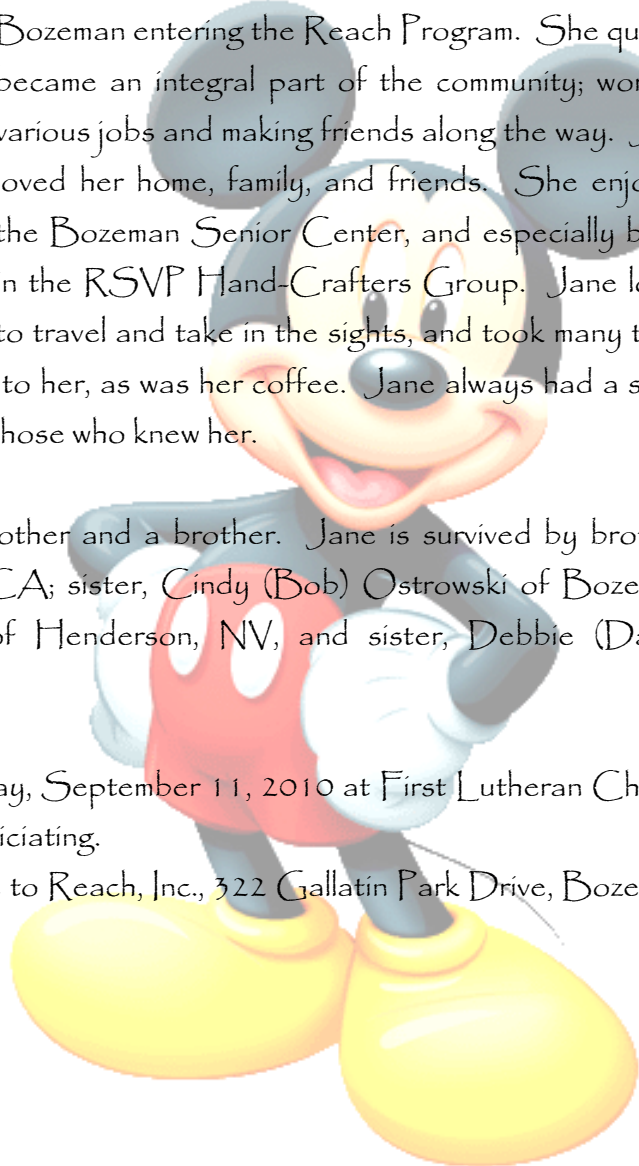 Bozeman entering the Reach Program. She qu
became an integral part of the community; wor
various jobs and making friends along the way. J
oved her home, family, and friends. She enjo
the Bozeman Senior Center, and especially b
in the RSVP Hand-Crafters Group. Jane lo
to travel and take in the sights, and took many t
to her, as was her coffee. Jane always had a s
hose who knew her.
other and a brother. Jane is survived by bro
CA; sister, Cindy (Bob) Ostrowski of Boze
of Henderson, NV, and sister, Debbie (Da
ay, September 11, 2010 at First Lutheran Ch
iciating.
to Reach, Inc., 322 Gallatin Park Drive, Boze